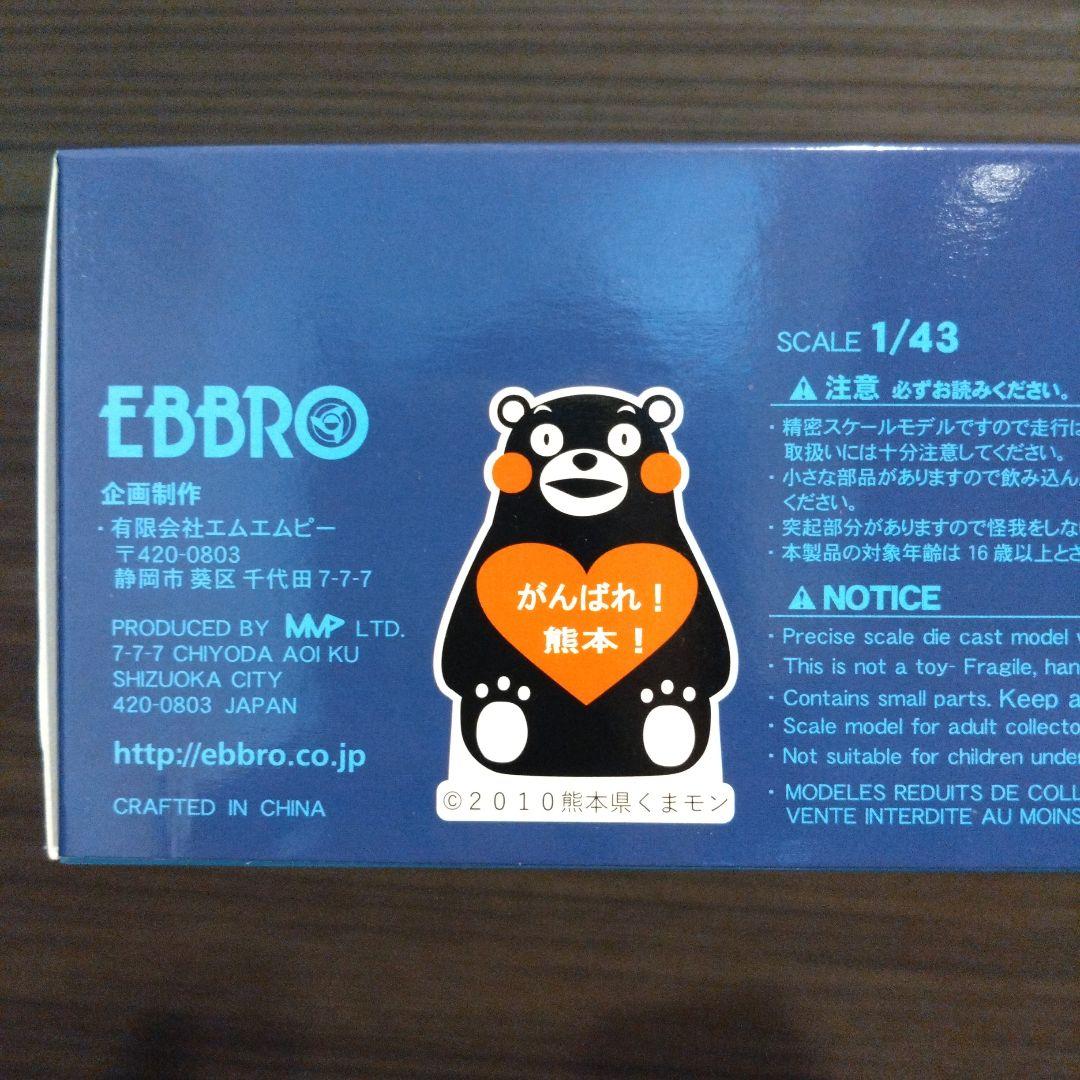 EBBRO
企画制作
・有限会社エムエムピー
〒420-0803
静岡市 葵区 千代田 7-7-7
PRODUCED BY MMP LTD.
7-7-7 CHIYODA AOI KU
SHIZUOKA CITY
420-0803 JAPAN
http://ebbro.co.jp
CRAFTED IN CHINA
がんばれ！
熊本！
©2010熊本県くまモン
SCALE 1/43
注意 必ずお読みください。
・精密スケールモデルですので走行に
取扱いには十分注意してください。
・小さな部品がありますので飲み込ん
ください。
・突起部分がありますので怪我をしな
・本製品の対象年齢は 16 歳以上とさ
NOTICE
・Precise scale die cast model
・This is not a toy- Fragile, han
・Contains small parts. Keep a
・Scale model for adult collecto
・Not suitable for children under
・MODELES REDUITS DE COLL
VENTE INTERDITE AU MOINS